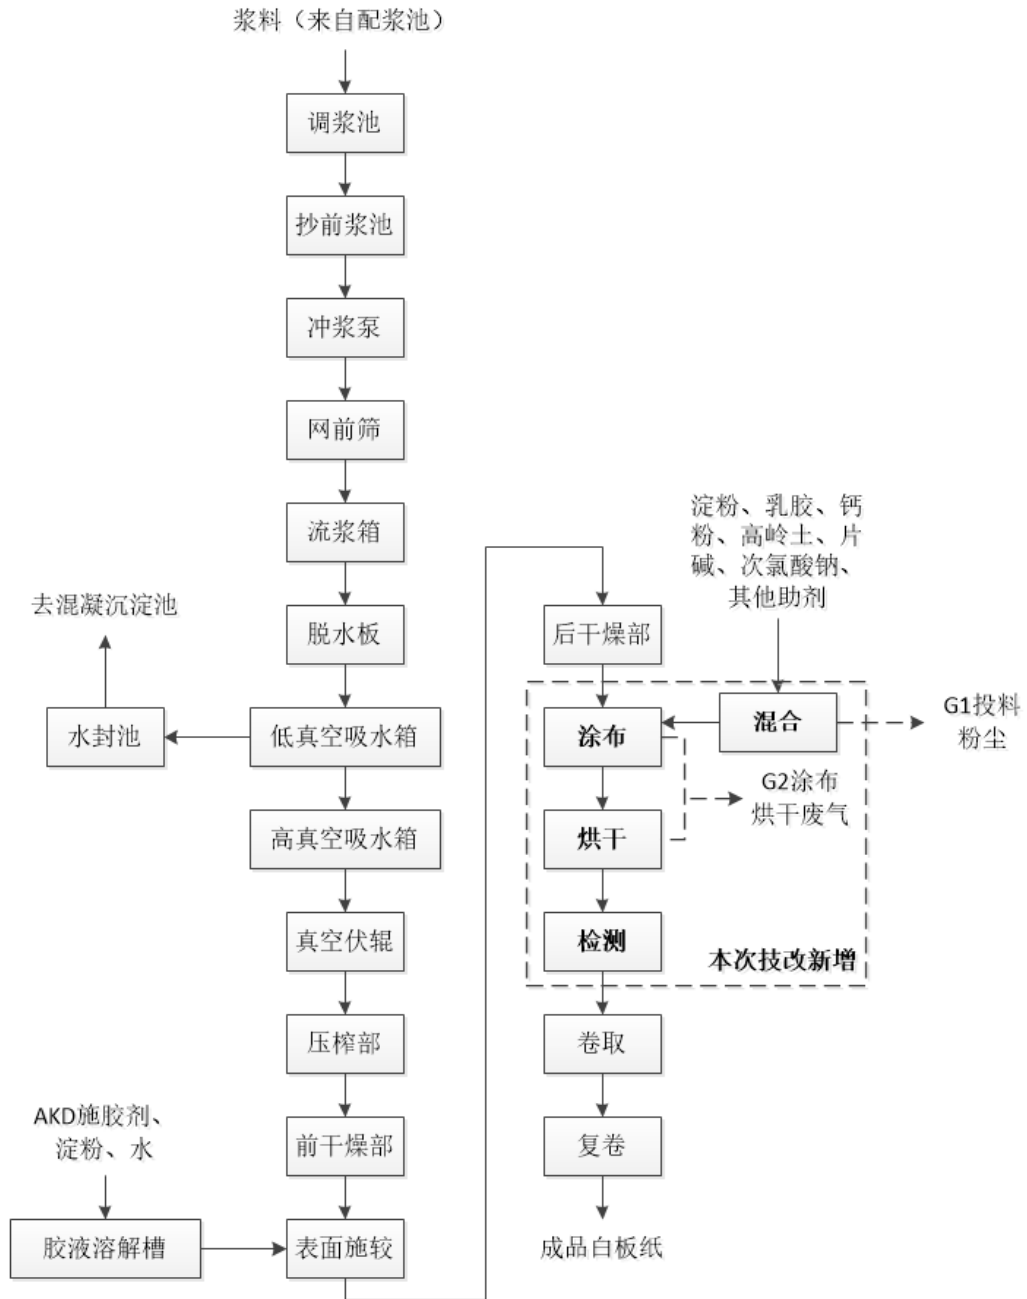 浆料（来自配浆池）
调浆池
抄前浆池
冲浆泵
网前筛
流浆箱
脱水板
去混凝沉淀池
水封池
低真空吸水箱
高真空吸水箱
真空伏辊
压榨部
前干燥部
AKD施胶剂、
淀粉、水
胶液溶解槽
表面施较
后干燥部
淀粉、乳胶、钙
粉、高岭土、片
碱、次氯酸钠、
其他助剂
混合
G1投料
粉尘
涂布
G2涂布
烘干废气
烘干
检测
本次技改新增
卷取
复卷
成品白板纸